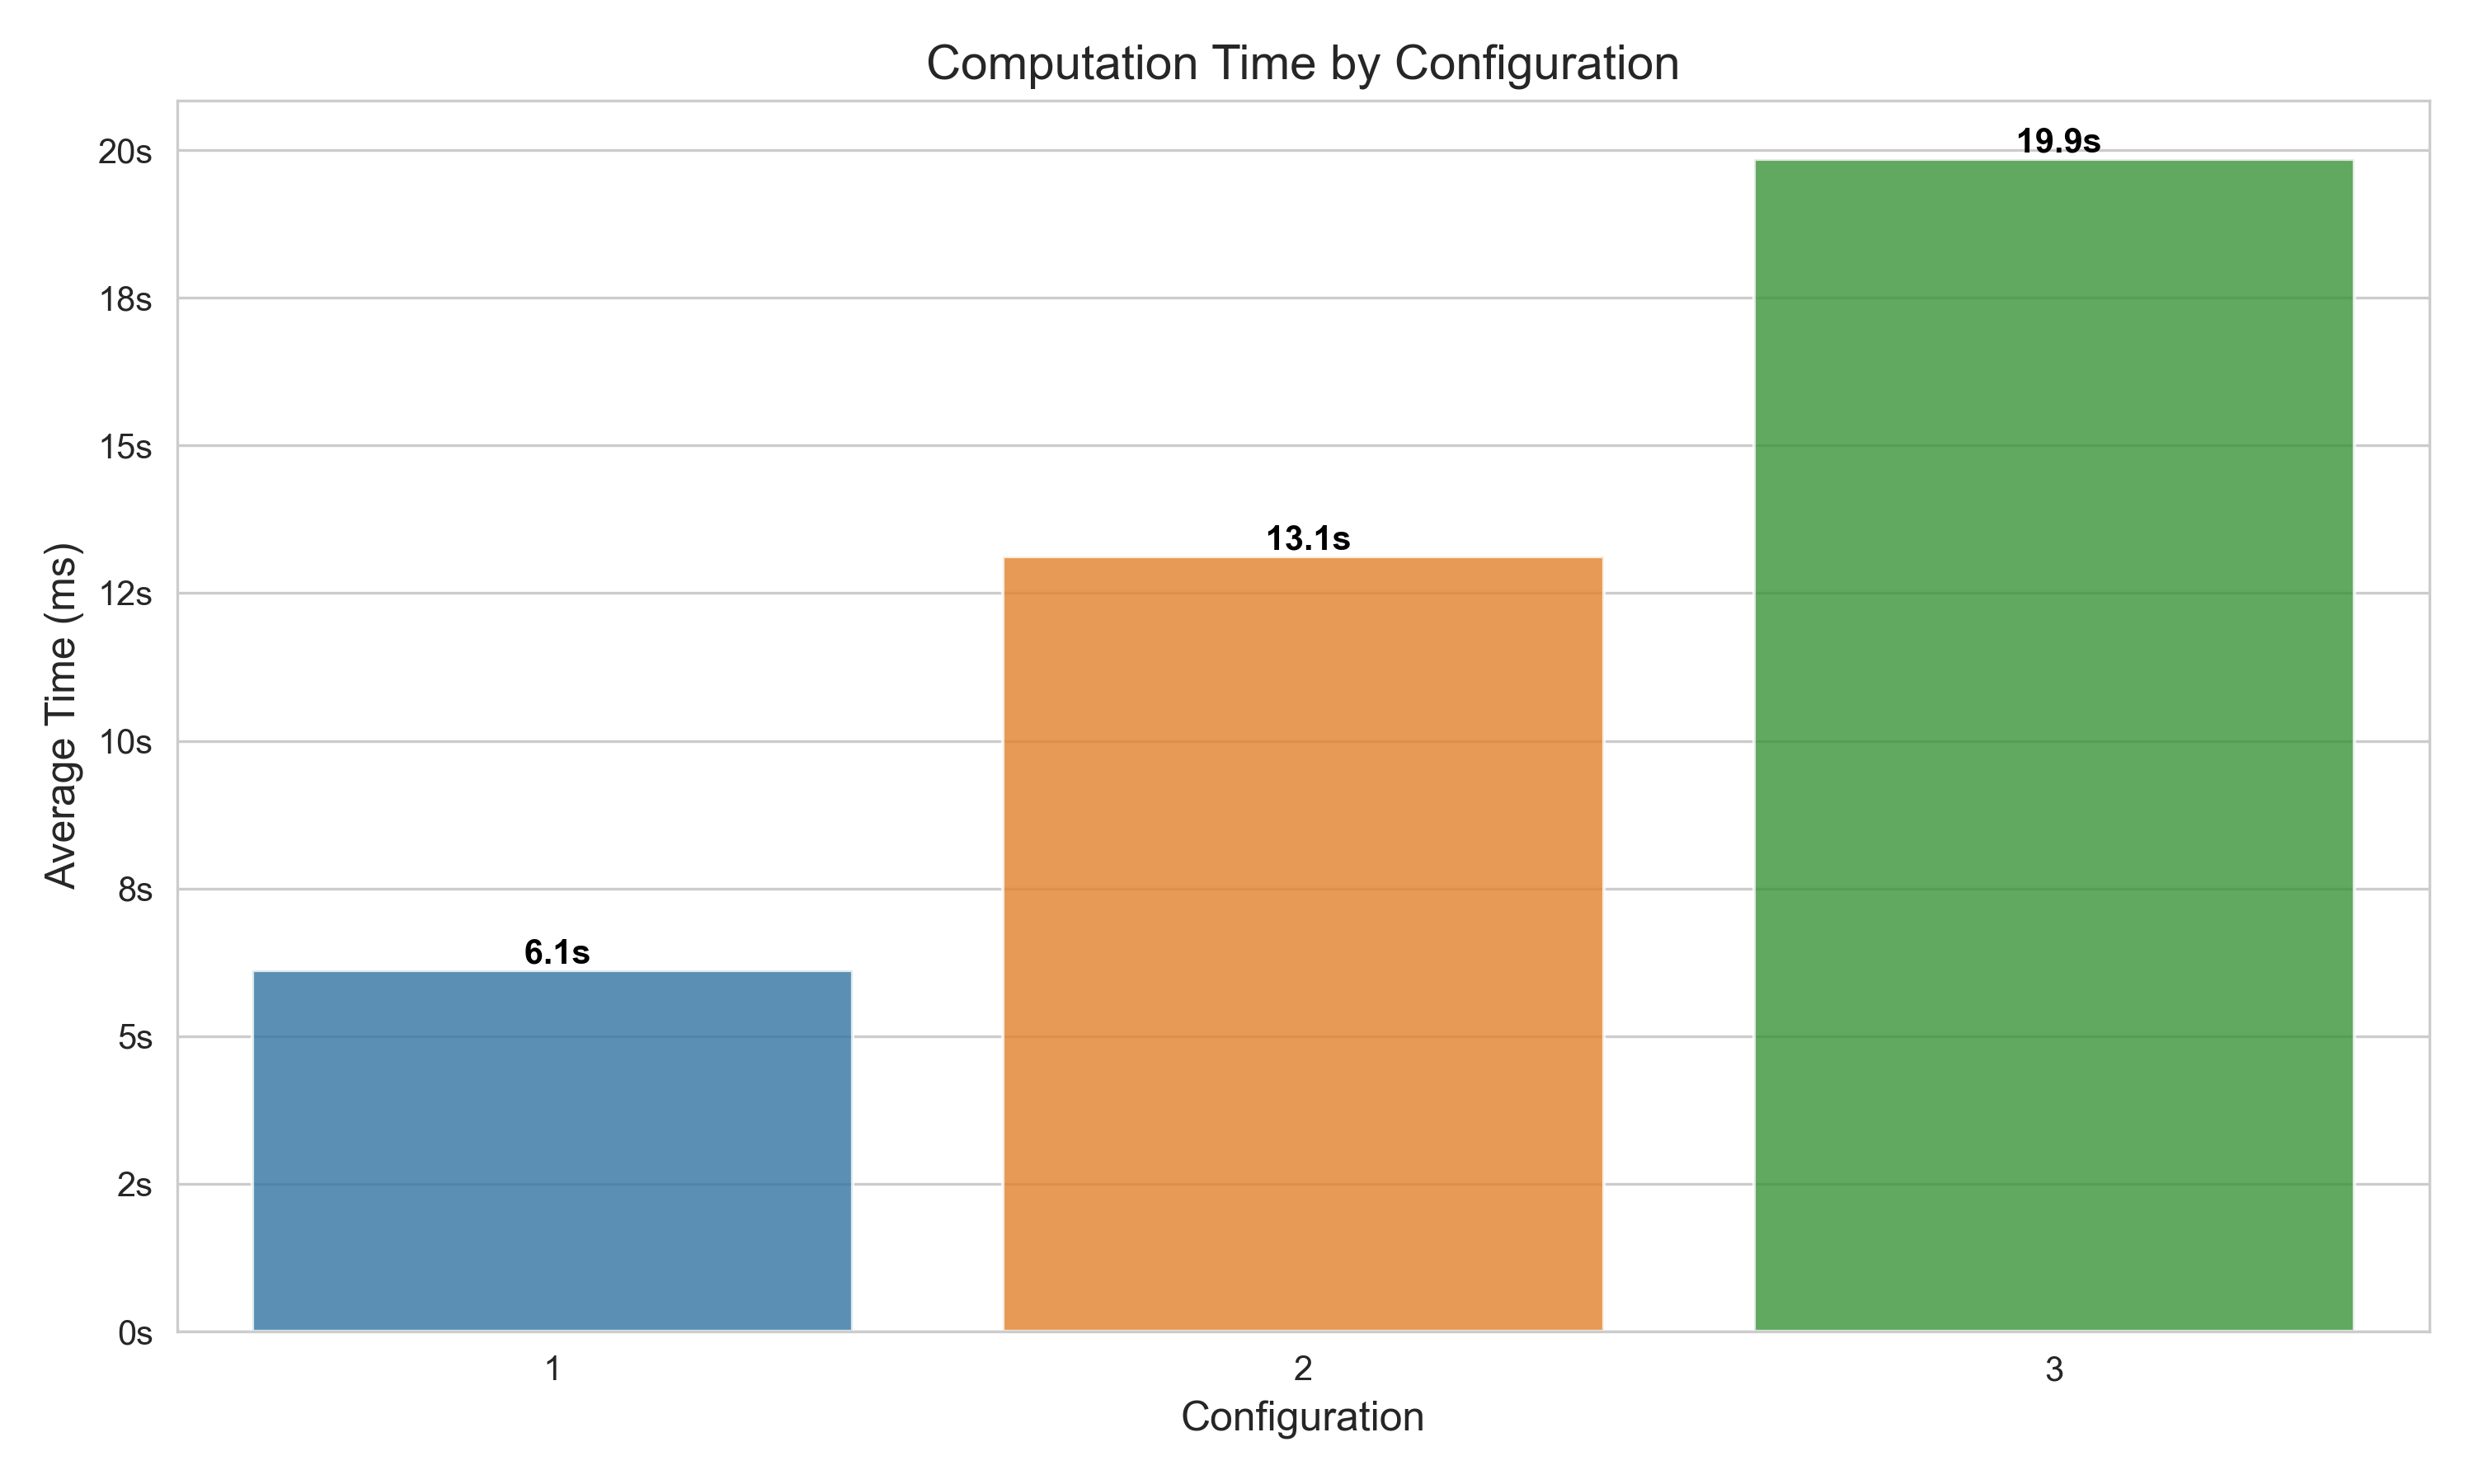 Computation Time by Configuration
20s
18s
15s
12s
10s
8s
5s
2s
0s
Average Time (ms)
6.1s
13.1s
19.9s
1
2
3
Configuration